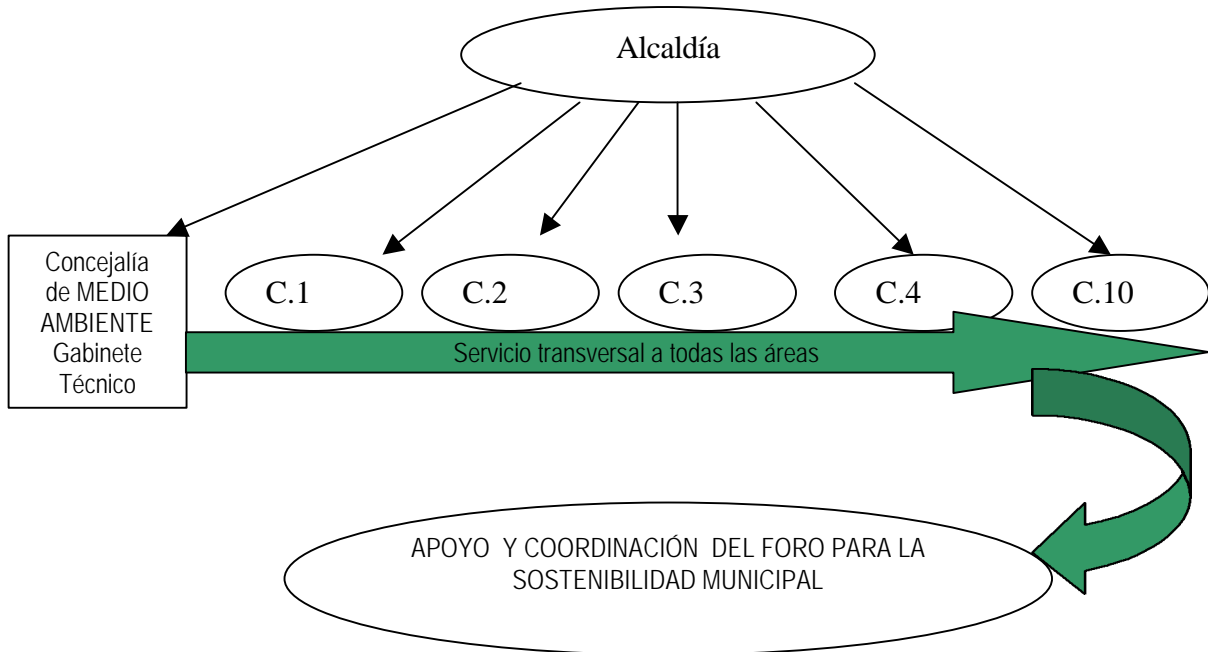 Alcaldía
Concejalía
de MEDIO
AMBIENTE
Gabinete
Técnico
C.1
C.2
C.3
C.4
C.10
Servicio transversal a todas las áreas
APOYO Y COORDINACIÓN DEL FORO PARA LA
SOSTENIBILIDAD MUNICIPAL